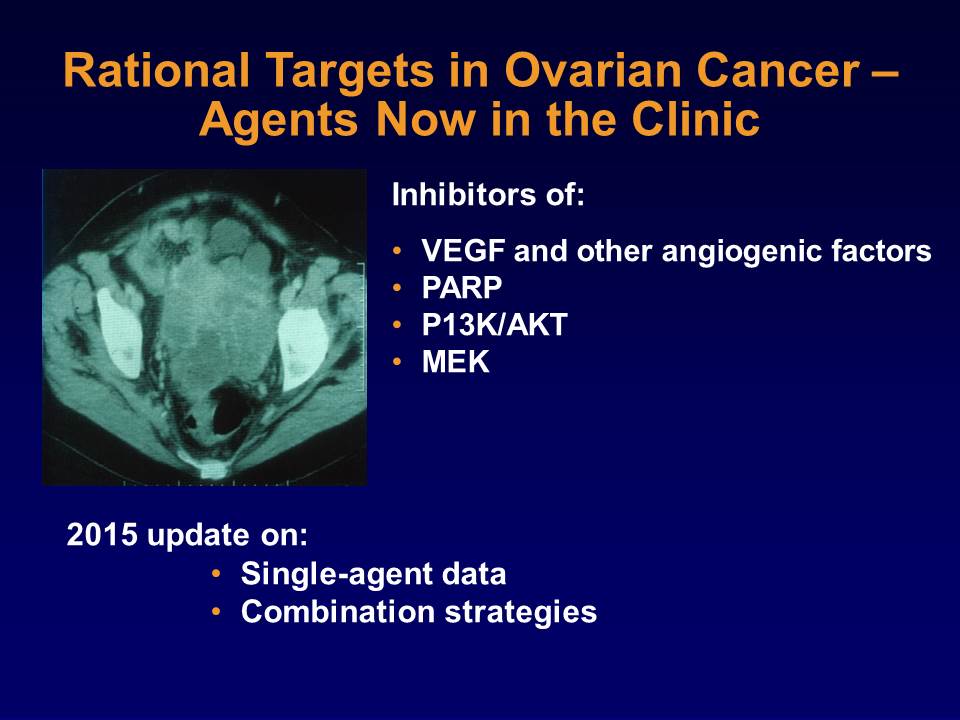 Rational Targets in Ovarian Cancer –
Agents Now in the Clinic
Inhibitors of:
• VEGF and other angiogenic factors
• PARP
• P13K/AKT
• MEK
2015 update on:
• Single-agent data
• Combination strategies